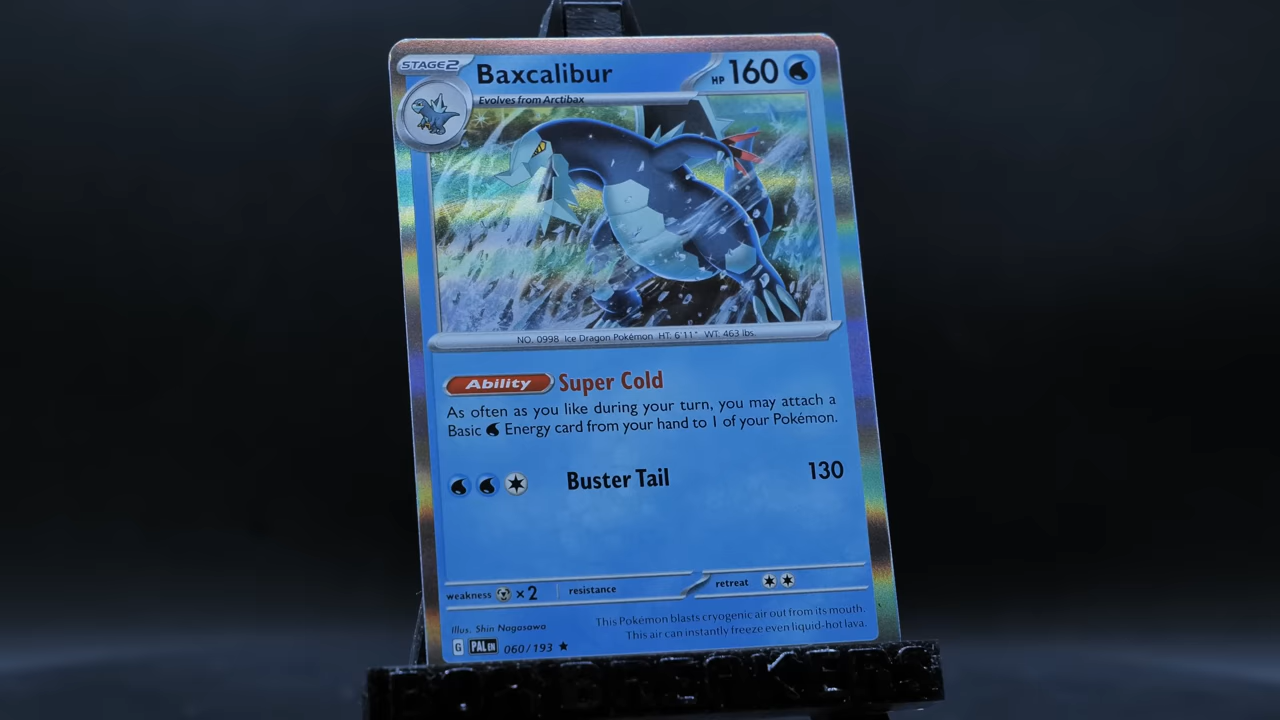 STAGE2
Baxcalibur
HP 160
Evolves from Arctibax
NO. 0998 Ice Dragon Pokémon HT: 6'11" WT: 463 lbs.
Ability Super Cold
As often as you like during your turn, you may attach a
Basic Energy card from your hand to 1 of your Pokémon.
Buster Tail 130
weakness ×2 resistance retreat
Illus. Shin Nagasawa
This Pokémon blasts cryogenic air out from its mouth.
This air can instantly freeze even liquid-hot lava.
G PAL EN 060/193